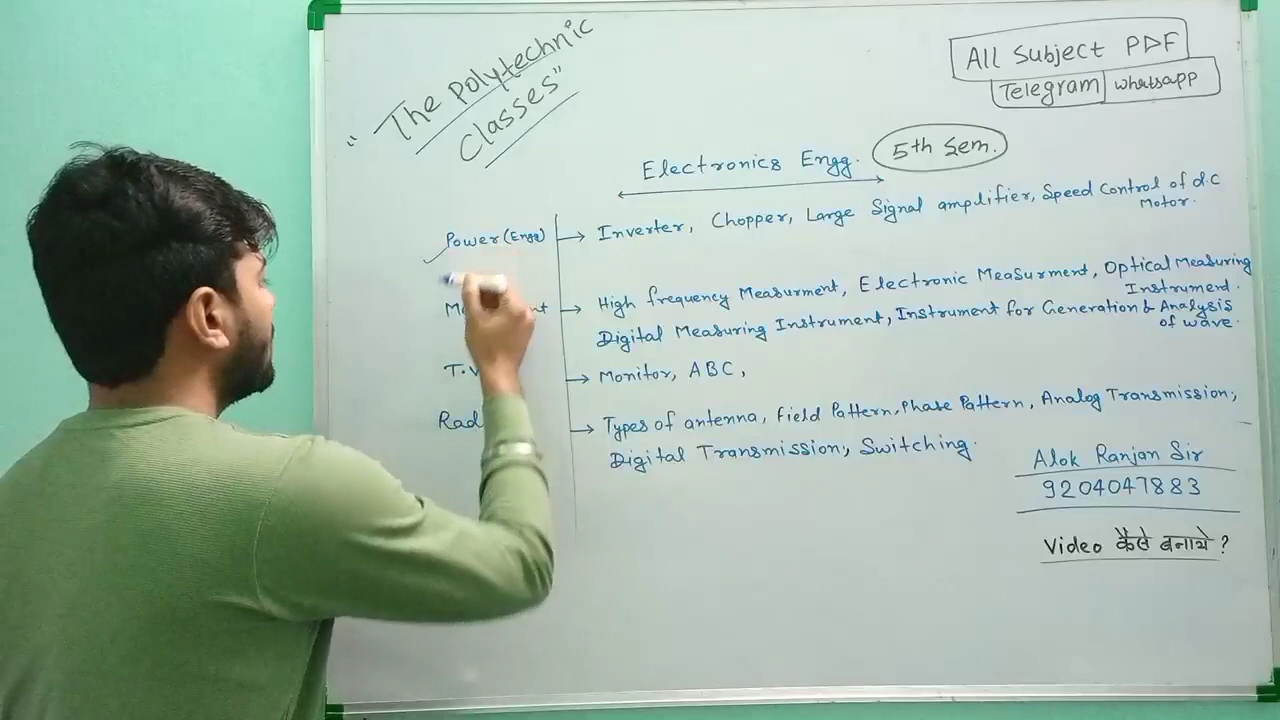 "The Polytechnic
Classes"
All Subject PDF
Telegram whatsapp
Electronics Engg. 5th Sem.
Power (Engg) → Inverter, Chopper, Large Signal amplifier, Speed Control of d.c
Motor.
→ High frequency Measurment, Electronic Measurment, Optical Measuring
Instrument.
Digital Measuring Instrument, Instrument for Generation & Analysis
of wave.
T.V → Monitor, ABC,
→ Types of antenna, Field Pattern, Phase Pattern, Analog Transmission,
Digital Transmission, Switching.
Alok Ranjan Sir
9204047883
Video कैसे बनाये ?